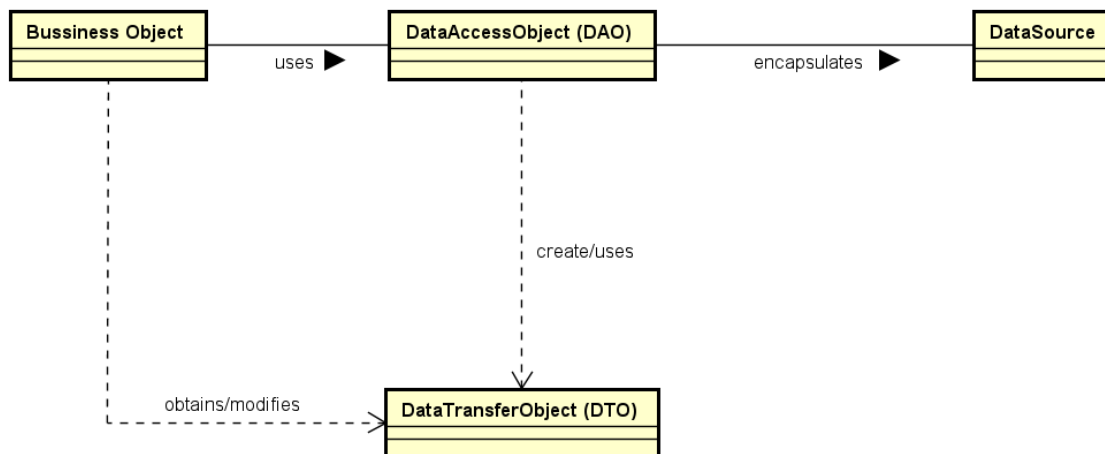 Bussiness Object
DataAccessObject (DAO)
DataSource
uses
encapsulates
create/uses
obtains/modifies
DataTransferObject (DTO)